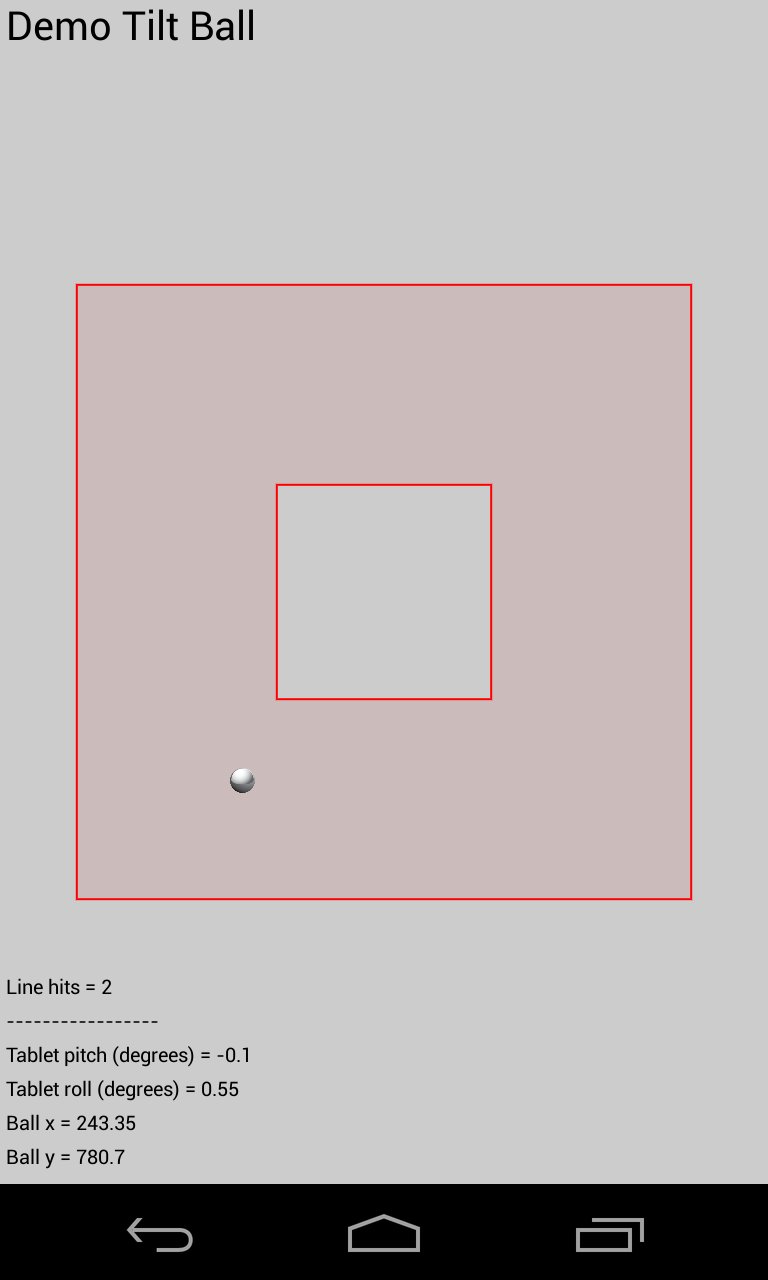 Demo Tilt Ball
Line hits = 2
-----------------
Tablet pitch (degrees) = -0.1
Tablet roll (degrees) = 0.55
Ball x = 243.35
Ball y = 780.7